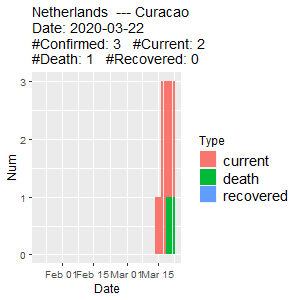 Netherlands  --- Curacao
Date: 2020-03-22
#Confirmed: 3   #Current: 2
#Death: 1   #Recovered: 0
3
2
1
0
Num
Feb 01 Feb 15 Mar 01 Mar 15
Date
Type
current
death
recovered